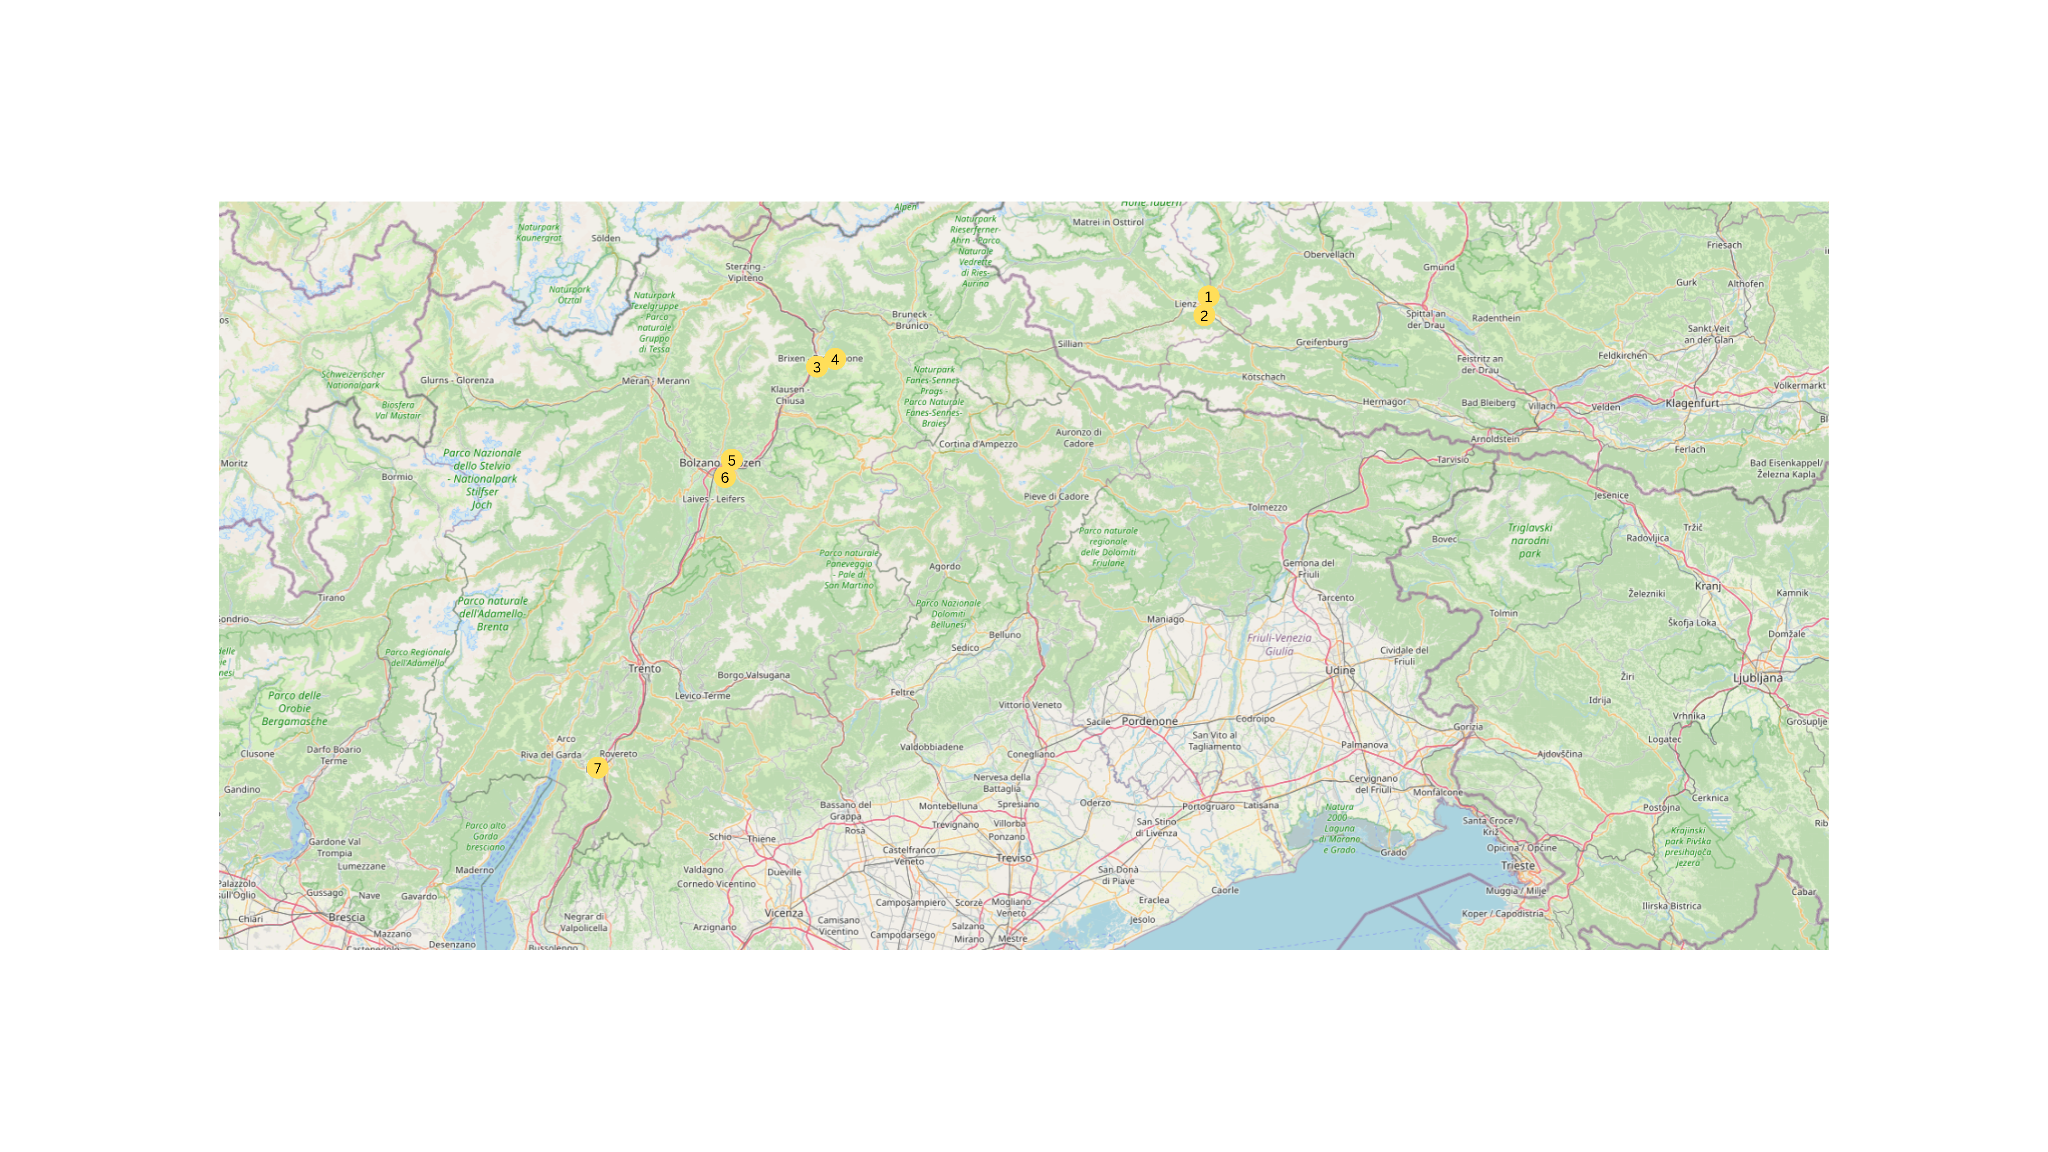 Alpen
Hohe Tauern
Naturpark
Kaunergrat
Sölden
Naturpark
Rieserferner-
Ahrn - Parco
Naturale
Vedrette
di Ries-
Aurina
Matrei in Osttirol
Obervellach
Gmünd
Friesach
Sterzing -
Vipiteno
Naturpark
Ötztal
Naturpark
Texelgruppe
Parco
naturale
Gruppo
di Tessa
Gurk
Althofen
1
Lienz
2
Bruneck -
Brunico
Spittal an
der Drau
Radenthein
Sankt Veit
an der Glan
Sillian
Greifenburg
Feldkirchen
Feistritz an
der Drau
Brixen
4
one
3
Schweizerischer
Nationalpark
Glurns - Glorenza
Meran - Merano
Klausen -
Chiusa
Naturpark
Fanes-Sennes
Prags -
Parco Naturale
Fanes-Sennes-
Braies
Kötschach
Völkermarkt
Biosfera
Val Müstair
Hermagor
Bad Bleiberg
Villach
Velden
Klagenfurt
Cortina d'Ampezzo
Auronzo di
Cadore
Arnoldstein
Ferlach
Moritz
Bormio
Parco Nazionale
dello Stelvio
- Nationalpark
Stilfser
Joch
Bolzano
5
zen
6
Laives - Leifers
Pieve di Cadore
Tarvisio
Bad Eisenkappel/
Železna Kapla
Jesenice
Tolmezzo
Bovec
Triglavski
narodni
park
Tržič
Radovljica
Parco naturale
regionale
delle Dolomiti
Friulane
Parco naturale
Paneveggio
- Pale di
San Martino
Agordo
Gemona del
Friuli
Tirano
Parco naturale
dell'Adamello-
Brenta
Parco Nazionale
Dolomiti
Bellunesi
Tarcento
Železniki
Kranj
Kamnik
ondrio
Maniago
Tolmin
Škofja Loka
Domžale
Belluno
Sedico
Friuli-Venezia
Giulia
Cividale del
Friuli
Parco Regionale
dell'Adamello
Trento
Udine
Žiri
Ljubljana
Borgo Valsugana
Levico Terme
Feltre
Parco delle
Orobie
Bergamasche
Vittorio Veneto
Sacile
Pordenone
Codroipo
Idrija
Vrhnika
Grosuplje
Gorizia
San Vito al
Tagliamento
Palmanova
Logatec
Ajdovščina
Arco
Riva del Garda
Rovereto
7
Clusone
Darfo Boario
Terme
Valdobbiadene
Conegliano
Nervesa della
Battaglia
Cervignano
del Friuli
Monfalcone
Gandino
Bassano del
Grappa
Montebelluna
Spresiano
Oderzo
Portogruaro
Latisana
Postojna
Cerknica
Parco alto
Garda
bresciano
Schio
Thiene
Rosà
Trevignano
Villorba
Ponzano
San Stino
di Livenza
Natura
2000 -
Laguna
di Marano
e Grado
Santa Croce /
Križ
Rib
Gardone Val
Trompia
Lumezzane
Maderno
Valdagno
Castelfranco
Veneto
Treviso
Grado
Opicina / Opčine
Trieste
Krajinski
park Pivška
presihajoča
jezera
Palazzolo
sull'Oglio
Cornedo Vicentino
Dueville
San Donà
di Piave
Caorle
Muggia / Milje
Čabar
Gussago
Nave
Gavardo
Chiari
Brescia
Negrar di
Valpolicella
Vicenza
Camposampiero
Scorzè
Mogliano
Veneto
Eraclea
Jesolo
Koper / Capodistria
Ilirska Bistrica
Mazzano
Arzignano
Camisano
Vicentino
Campodarsego
Salzano
Mirano
Mestre
Desenzano
Bussolengo